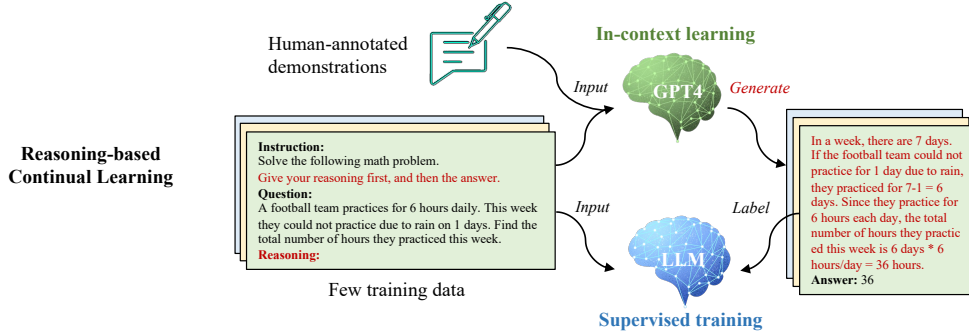 Human-annotated
demonstrations
In-context learning
Input
GPT4
Generate
Reasoning-based
Continual Learning
Instruction:
Solve the following math problem.
Give your reasoning first, and then the answer.
Question:
A football team practices for 6 hours daily. This week
they could not practice due to rain on 1 days. Find the
total number of hours they practiced this week.
Reasoning:
Few training data
Input
LLM
Label
Supervised training
In a week, there are 7 days.
If the football team could not
practice for 1 day due to rain,
they practiced for 7-1 = 6
days. Since they practice for
6 hours each day, the total
number of hours they practic
ed this week is 6 days * 6
hours/day = 36 hours.
Answer: 36